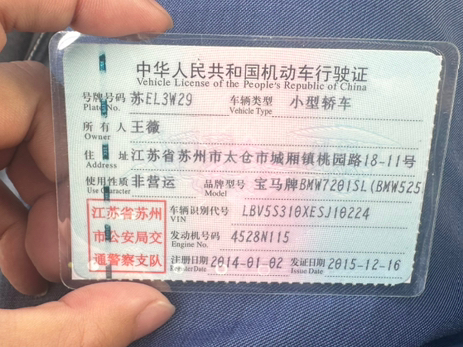 中华人民共和国机动车行驶证
Vehicle License of the People's Republic of China
号牌号码 苏EL3W29 车辆类型 小型轿车
Plate No. Vehicle Type
所有人 王薇
Owner
住址 江苏省苏州市太仓市城厢镇桃园路18-11号
Address
使用性质 非营运 品牌型号 宝马牌BMW7201SL(BMW525
Use Character Model
江苏省苏州
市公安局交
通警察支队
车辆识别代号 LBV5S310XESJ10224
VIN
发动机号码 4528N115
Engine No.
注册日期 2014-01-02 发证日期 2015-12-16
Register Date Issue Date